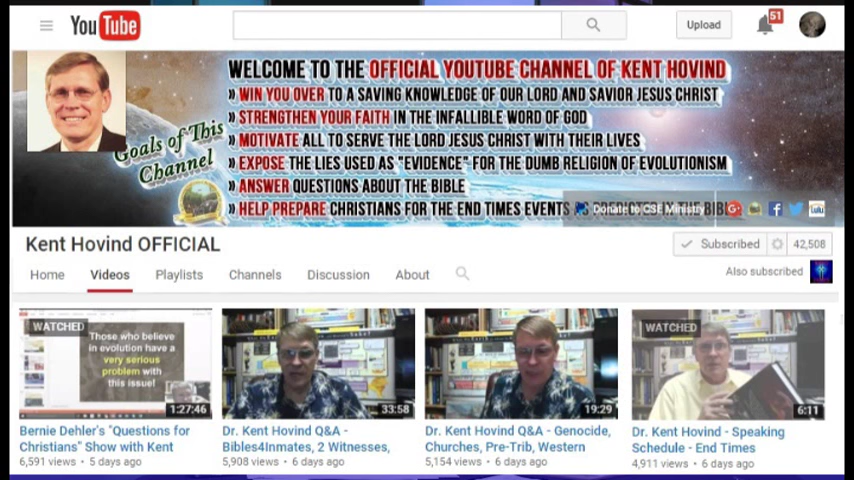 YouTube
Upload
51
WELCOME TO THE OFFICIAL YOUTUBE CHANNEL OF KENT HOVIND
» WIN YOU OVER TO A SAVING KNOWLEDGE OF OUR LORD AND SAVIOR JESUS CHRIST
» STRENGTHEN YOUR FAITH IN THE INFALLIBLE WORD OF GOD
Goals of This
Channel
» MOTIVATE ALL TO SERVE THE LORD JESUS CHRIST WITH THEIR LIVES
» EXPOSE THE LIES USED AS "EVIDENCE" FOR THE DUMB RELIGION OF EVOLUTIONISM
» ANSWER QUESTIONS ABOUT THE BIBLE
» HELP PREPARE CHRISTIANS FOR THE END TIMES EVENTS
Donate to CSE Ministry
Kent Hovind OFFICIAL
Subscribed 42,508
Home Videos Playlists Channels Discussion About
Also subscribed
WATCHED
Those who believe
in evolution have a
very serious
problem with
this issue!
1:27:46
33:58
19:29
WATCHED
6:11
Bernie Dehler's "Questions for
Christians" Show with Kent
6,591 views • 5 days ago
Dr. Kent Hovind Q&A -
Bibles4Inmates, 2 Witnesses,
5,908 views • 6 days ago
Dr. Kent Hovind Q&A - Genocide,
Churches, Pre-Trib, Western
5,154 views • 6 days ago
Dr. Kent Hovind - Speaking
Schedule - End Times
4,911 views • 6 days ago